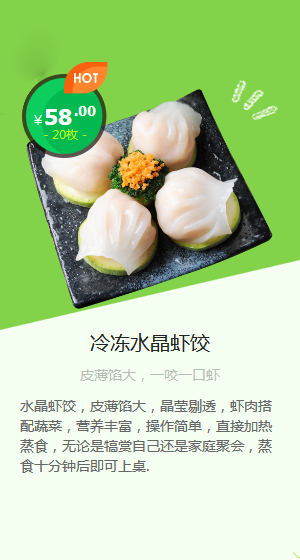 HOT
¥58.00
- 20枚 -
冷冻水晶虾饺
皮薄馅大，一咬一口虾
水晶虾饺，皮薄馅大，晶莹剔透，虾肉搭
配蔬菜，营养丰富，操作简单，直接加热
蒸食，无论是犒赏自己还是家庭聚会，蒸
食十分钟后即可上桌.